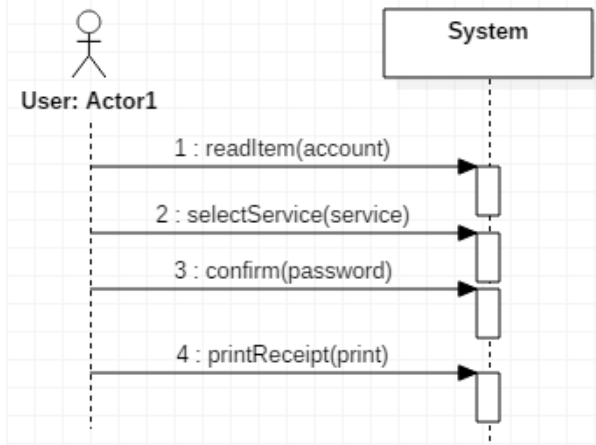 System
User: Actor1
1 : readItem(account)
2 : selectService(service)
3 : confirm(password)
4 : printReceipt(print)